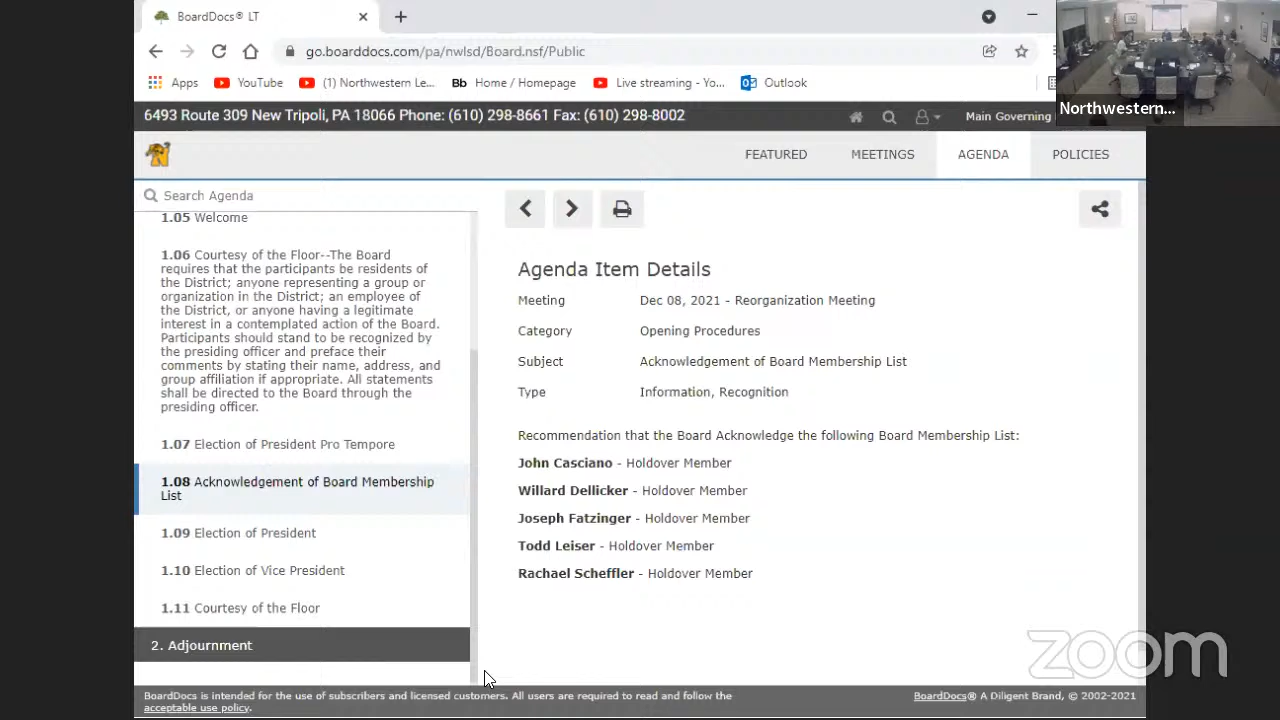 BoardDocs® LT
go.boarddocs.com/pa/nwlsd/Board.nsf/Public
Apps
YouTube
(1) Northwestern Le...
Bb Home / Homepage
Live streaming - Yo...
Outlook
Northwestern...
6493 Route 309 New Tripoli, PA 18066 Phone: (610) 298-8661 Fax: (610) 298-8002
Main Governing
FEATURED
MEETINGS
AGENDA
POLICIES
Search Agenda
1.05 Welcome
1.06 Courtesy of the Floor--The Board
requires that the participants be residents of
the District; anyone representing a group or
organization in the District; an employee of
the District, or anyone having a legitimate
interest in a contemplated action of the Board.
Participants should stand to be recognized by
the presiding officer and preface their
comments by stating their name, address, and
group affiliation if appropriate. All statements
shall be directed to the Board through the
presiding officer.
1.07 Election of President Pro Tempore
1.08 Acknowledgement of Board Membership
List
1.09 Election of President
1.10 Election of Vice President
1.11 Courtesy of the Floor
2. Adjournment
Agenda Item Details
Meeting Dec 08, 2021 - Reorganization Meeting
Category Opening Procedures
Subject Acknowledgement of Board Membership List
Type Information, Recognition
Recommendation that the Board Acknowledge the following Board Membership List:
John Casciano - Holdover Member
Willard Dellicker - Holdover Member
Joseph Fatzinger - Holdover Member
Todd Leiser - Holdover Member
Rachael Scheffler - Holdover Member
zoom
BoardDocs is intended for the use of subscribers and licensed customers. All users are required to read and follow the
acceptable use policy.
BoardDocs® A Diligent Brand, © 2002-2021